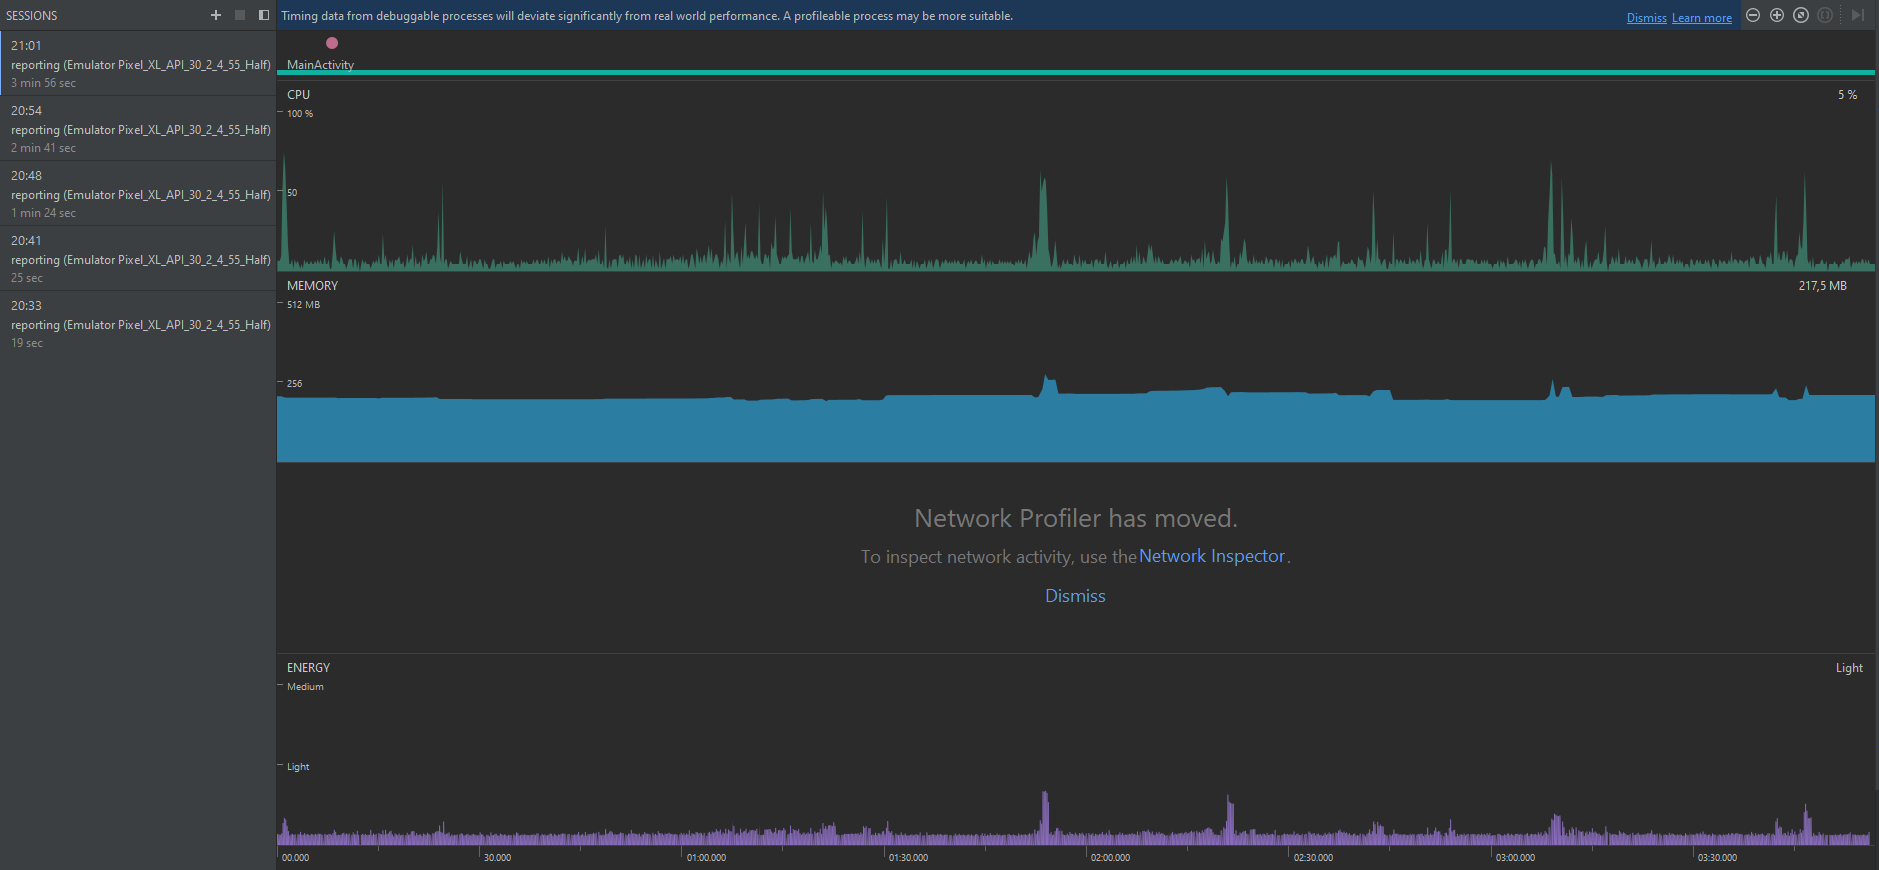 SESSIONS
21:01
reporting (Emulator Pixel_XL_API_30_2_4_55_Half)
3 min 56 sec
20:54
reporting (Emulator Pixel_XL_API_30_2_4_55_Half)
2 min 41 sec
20:48
reporting (Emulator Pixel_XL_API_30_2_4_55_Half)
1 min 24 sec
20:41
reporting (Emulator Pixel_XL_API_30_2_4_55_Half)
25 sec
20:33
reporting (Emulator Pixel_XL_API_30_2_4_55_Half)
19 sec
Timing data from debuggable processes will deviate significantly from real world performance. A profileable process may be more suitable.
Dismiss Learn more
MainActivity
CPU 5 %
100 %
50
MEMORY 217,5 MB
512 MB
256
Network Profiler has moved.
To inspect network activity, use the Network Inspector.
Dismiss
ENERGY Light
Medium
Light
00.000 30.000 01:00.000 01:30.000 02:00.000 02:30.000 03:00.000 03:30.000